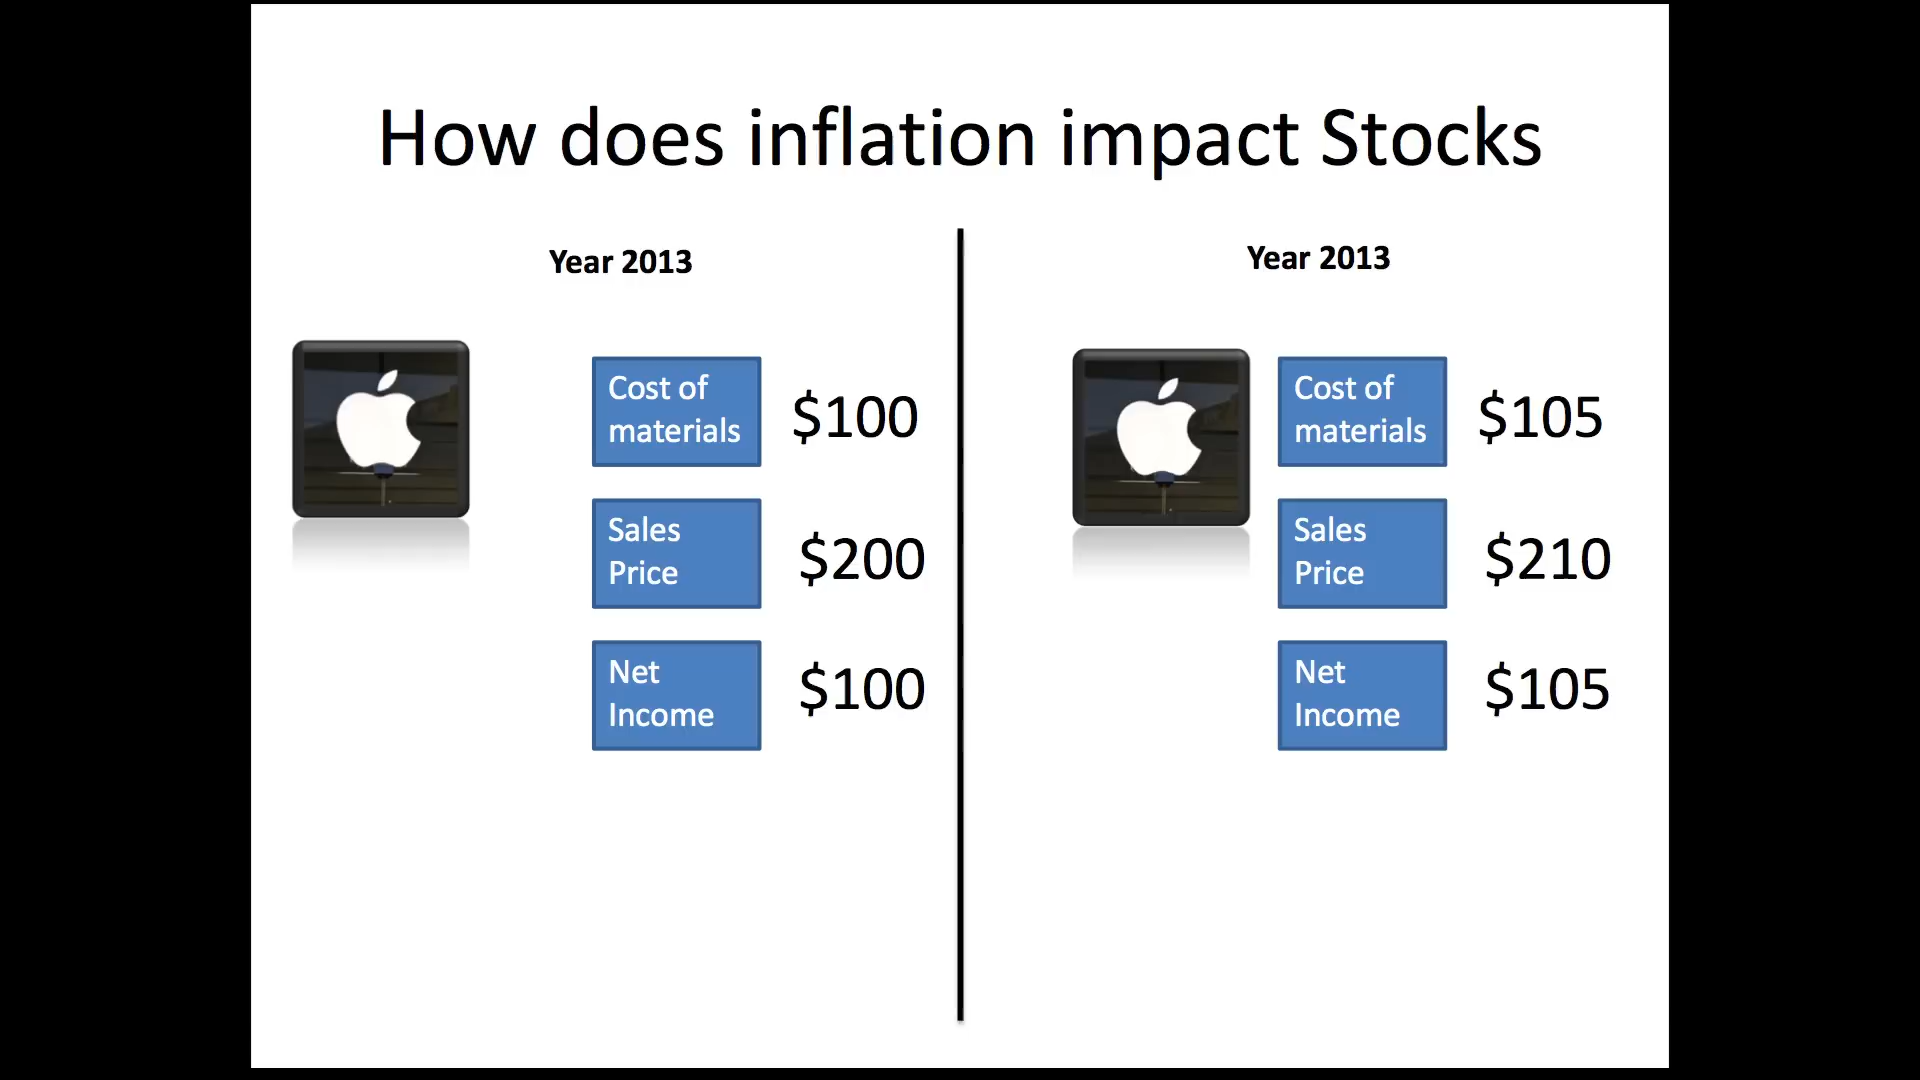 How does inflation impact Stocks
Year 2013
Cost of
materials
$100
Sales
Price
$200
Net
Income
$100
Year 2013
Cost of
materials
$105
Sales
Price
$210
Net
Income
$105